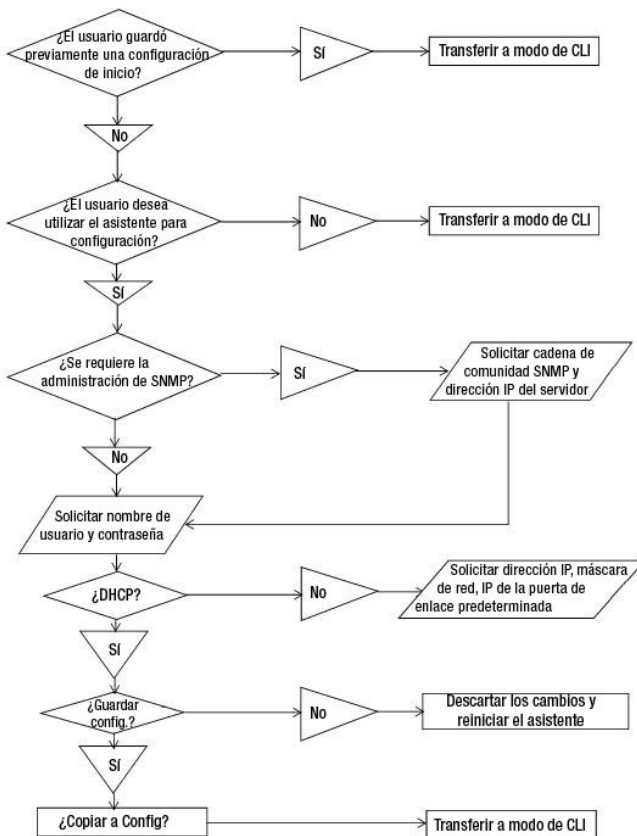 ¿El usuario guardó
previamente una configuración
de inicio?
Sí
Transferir a modo de CLI
No
¿El usuario desea
utilizar el asistente para
configuración?
No
Transferir a modo de CLI
Sí
¿Se requiere la
administración de SNMP?
Sí
Solicitar cadena de
comunidad SNMP y
dirección IP del servidor
No
Solicitar nombre de
usuario y contraseña
¿DHCP?
No
Solicitar dirección IP, máscara
de red, IP de la puerta de
enlace predeterminada
Sí
¿Guardar
config.?
No
Descartar los cambios y
reiniciar el asistente
Sí
¿Copiar a Config?
Transferir a modo de CLI